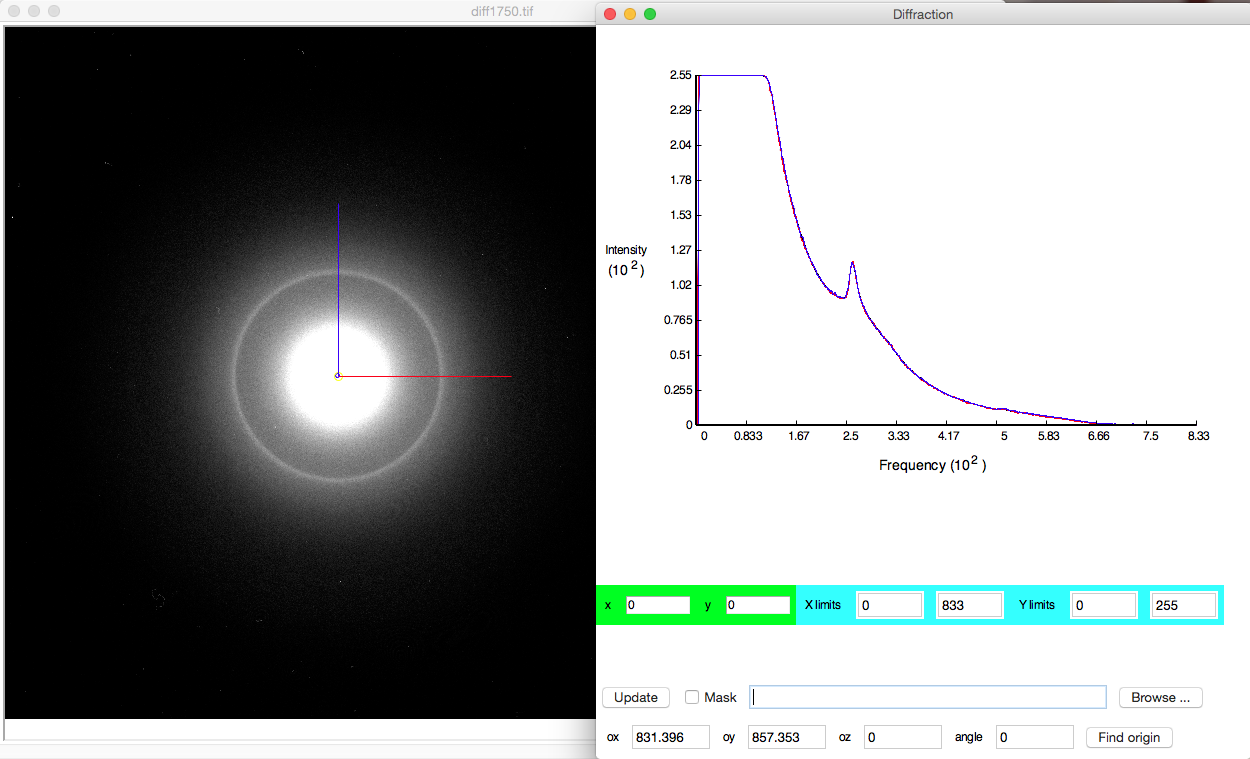 diff1750.tif
Diffraction
2.55
2.29
2.04
1.78
1.53
Intensity
(10 2 )
1.27
1.02
0.765
0.51
0.255
0
0 0.833 1.67 2.5 3.33 4.17 5 5.83 6.66 7.5 8.33
Frequency (10 2 )
x 0 y 0 X limits 0 833 Y limits 0 255
Update Mask Browse ...
ox 831.396 oy 857.353 oz 0 angle 0 Find origin